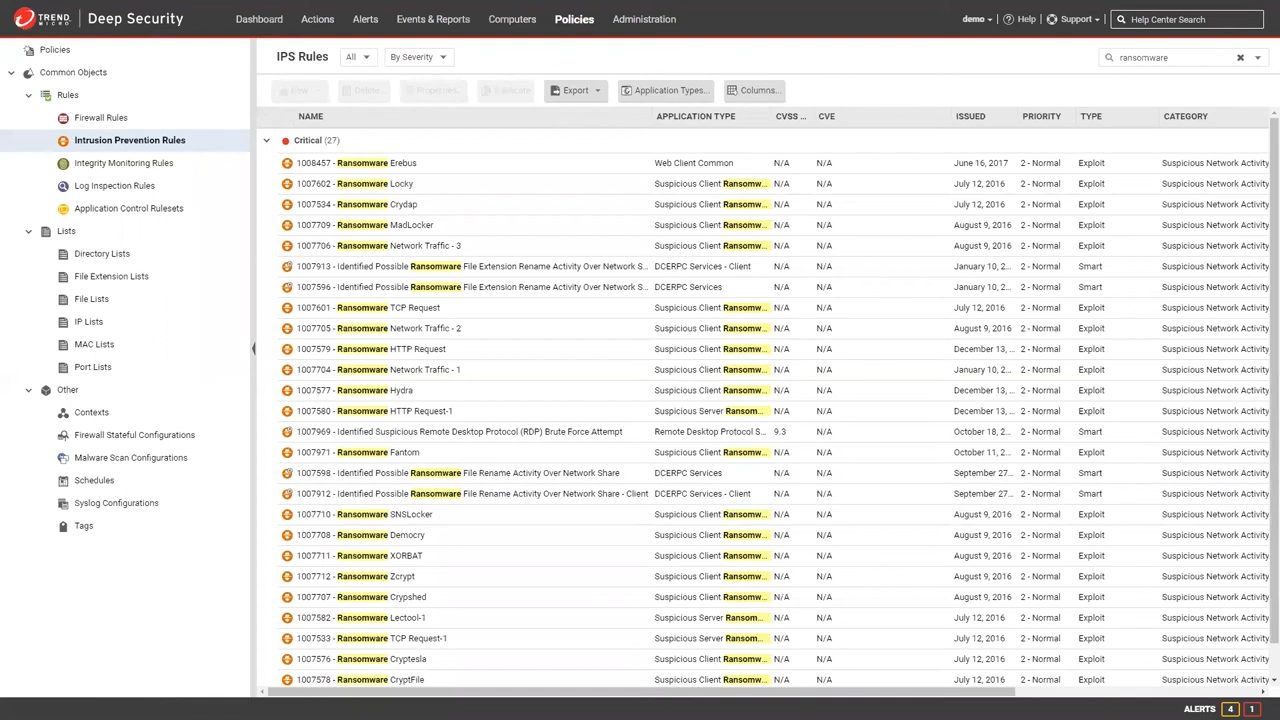 TREND MICRO Deep Security Dashboard Actions Alerts Events & Reports Computers Policies Administration demo Help Support Help Center Search
Policies
Common Objects
Rules
Firewall Rules
Intrusion Prevention Rules
Integrity Monitoring Rules
Log Inspection Rules
Application Control Rulesets
Lists
Directory Lists
File Extension Lists
File Lists
IP Lists
MAC Lists
Port Lists
Other
Contexts
Firewall Stateful Configurations
Malware Scan Configurations
Schedules
Syslog Configurations
Tags
IPS Rules All By Severity ransomware
New Delete Properties... Duplicate Export Application Types... Columns...
NAME APPLICATION TYPE CVSS ... CVE ISSUED PRIORITY TYPE CATEGORY
Critical (27)
1008457 - Ransomware Erebus Web Client Common N/A N/A June 16, 2017 2 - Normal Exploit Suspicious Network Activity
1007602 - Ransomware Locky Suspicious Client Ransomw... N/A N/A July 12, 2016 2 - Normal Exploit Suspicious Network Activity
1007534 - Ransomware Crydap Suspicious Client Ransomw... N/A N/A July 12, 2016 2 - Normal Exploit Suspicious Network Activity
1007709 - Ransomware MadLocker Suspicious Client Ransomw... N/A N/A August 9, 2016 2 - Normal Exploit Suspicious Network Activity
1007706 - Ransomware Network Traffic - 3 Suspicious Client Ransomw... N/A N/A August 9, 2016 2 - Normal Exploit Suspicious Network Activity
1007913 - Identified Possible Ransomware File Extension Rename Activity Over Network S... DCERPC Services - Client N/A N/A January 10, 2... 2 - Normal Smart Suspicious Network Activity
1007596 - Identified Possible Ransomware File Extension Rename Activity Over Network S... DCERPC Services N/A N/A January 10, 2... 2 - Normal Smart Suspicious Network Activity
1007601 - Ransomware TCP Request Suspicious Client Ransomw... N/A N/A July 12, 2016 2 - Normal Exploit Suspicious Network Activity
1007705 - Ransomware Network Traffic - 2 Suspicious Client Ransomw... N/A N/A August 9, 2016 2 - Normal Exploit Suspicious Network Activity
1007579 - Ransomware HTTP Request Suspicious Client Ransomw... N/A N/A December 13, ... 2 - Normal Exploit Suspicious Network Activity
1007704 - Ransomware Network Traffic - 1 Suspicious Client Ransomw... N/A N/A January 10, 2... 2 - Normal Exploit Suspicious Network Activity
1007577 - Ransomware Hydra Suspicious Client Ransomw... N/A N/A December 13, ... 2 - Normal Exploit Suspicious Network Activity
1007580 - Ransomware HTTP Request-1 Suspicious Server Ransom... N/A N/A December 13, ... 2 - Normal Exploit Suspicious Network Activity
1007969 - Identified Suspicious Remote Desktop Protocol (RDP) Brute Force Attempt Remote Desktop Protocol S... 9.3 N/A October 18, 2... 2 - Normal Smart Suspicious Network Activity
1007971 - Ransomware Fantom Suspicious Client Ransomw... N/A N/A October 11, 2... 2 - Normal Exploit Suspicious Network Activity
1007598 - Identified Possible Ransomware File Rename Activity Over Network Share DCERPC Services N/A N/A September 27... 2 - Normal Smart Suspicious Network Activity
1007912 - Identified Possible Ransomware File Rename Activity Over Network Share - Client DCERPC Services - Client N/A N/A September 27... 2 - Normal Smart Suspicious Network Activity
1007710 - Ransomware SNSLocker Suspicious Client Ransomw... N/A N/A August 9, 2016 2 - Normal Exploit Suspicious Network Activity
1007708 - Ransomware Democry Suspicious Client Ransomw... N/A N/A August 9, 2016 2 - Normal Exploit Suspicious Network Activity
1007711 - Ransomware XORBAT Suspicious Client Ransomw... N/A N/A August 9, 2016 2 - Normal Exploit Suspicious Network Activity
1007712 - Ransomware Zcrypt Suspicious Client Ransomw... N/A N/A August 9, 2016 2 - Normal Exploit Suspicious Network Activity
1007707 - Ransomware Crypshed Suspicious Client Ransomw... N/A N/A August 9, 2016 2 - Normal Exploit Suspicious Network Activity
1007582 - Ransomware Lectool-1 Suspicious Server Ransom... N/A N/A July 12, 2016 2 - Normal Exploit Suspicious Network Activity
1007533 - Ransomware TCP Request-1 Suspicious Server Ransom... N/A N/A July 12, 2016 2 - Normal Exploit Suspicious Network Activity
1007576 - Ransomware Cryptesla Suspicious Client Ransomw... N/A N/A July 12, 2016 2 - Normal Exploit Suspicious Network Activity
1007578 - Ransomware CryptFile Suspicious Client Ransomw... N/A N/A July 12, 2016 2 - Normal Exploit Suspicious Network Activity
ALERTS 4 1